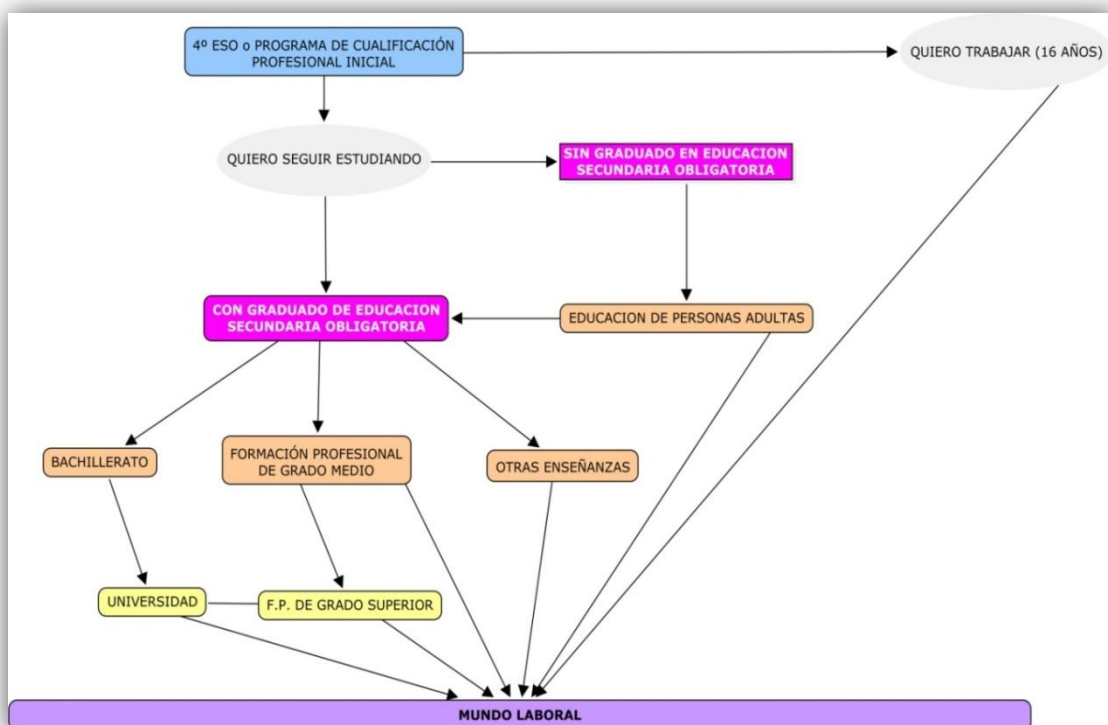 4º ESO o PROGRAMA DE CUALIFICACIÓN
PROFESIONAL INICIAL
QUIERO TRABAJAR (16 AÑOS)
QUIERO SEGUIR ESTUDIANDO
SIN GRADUADO EN EDUCACION
SECUNDARIA OBLIGATORIA
CON GRADUADO DE EDUCACION
SECUNDARIA OBLIGATORIA
EDUCACION DE PERSONAS ADULTAS
BACHILLERATO
FORMACIÓN PROFESIONAL
DE GRADO MEDIO
OTRAS ENSEÑANZAS
UNIVERSIDAD
F.P. DE GRADO SUPERIOR
MUNDO LABORAL